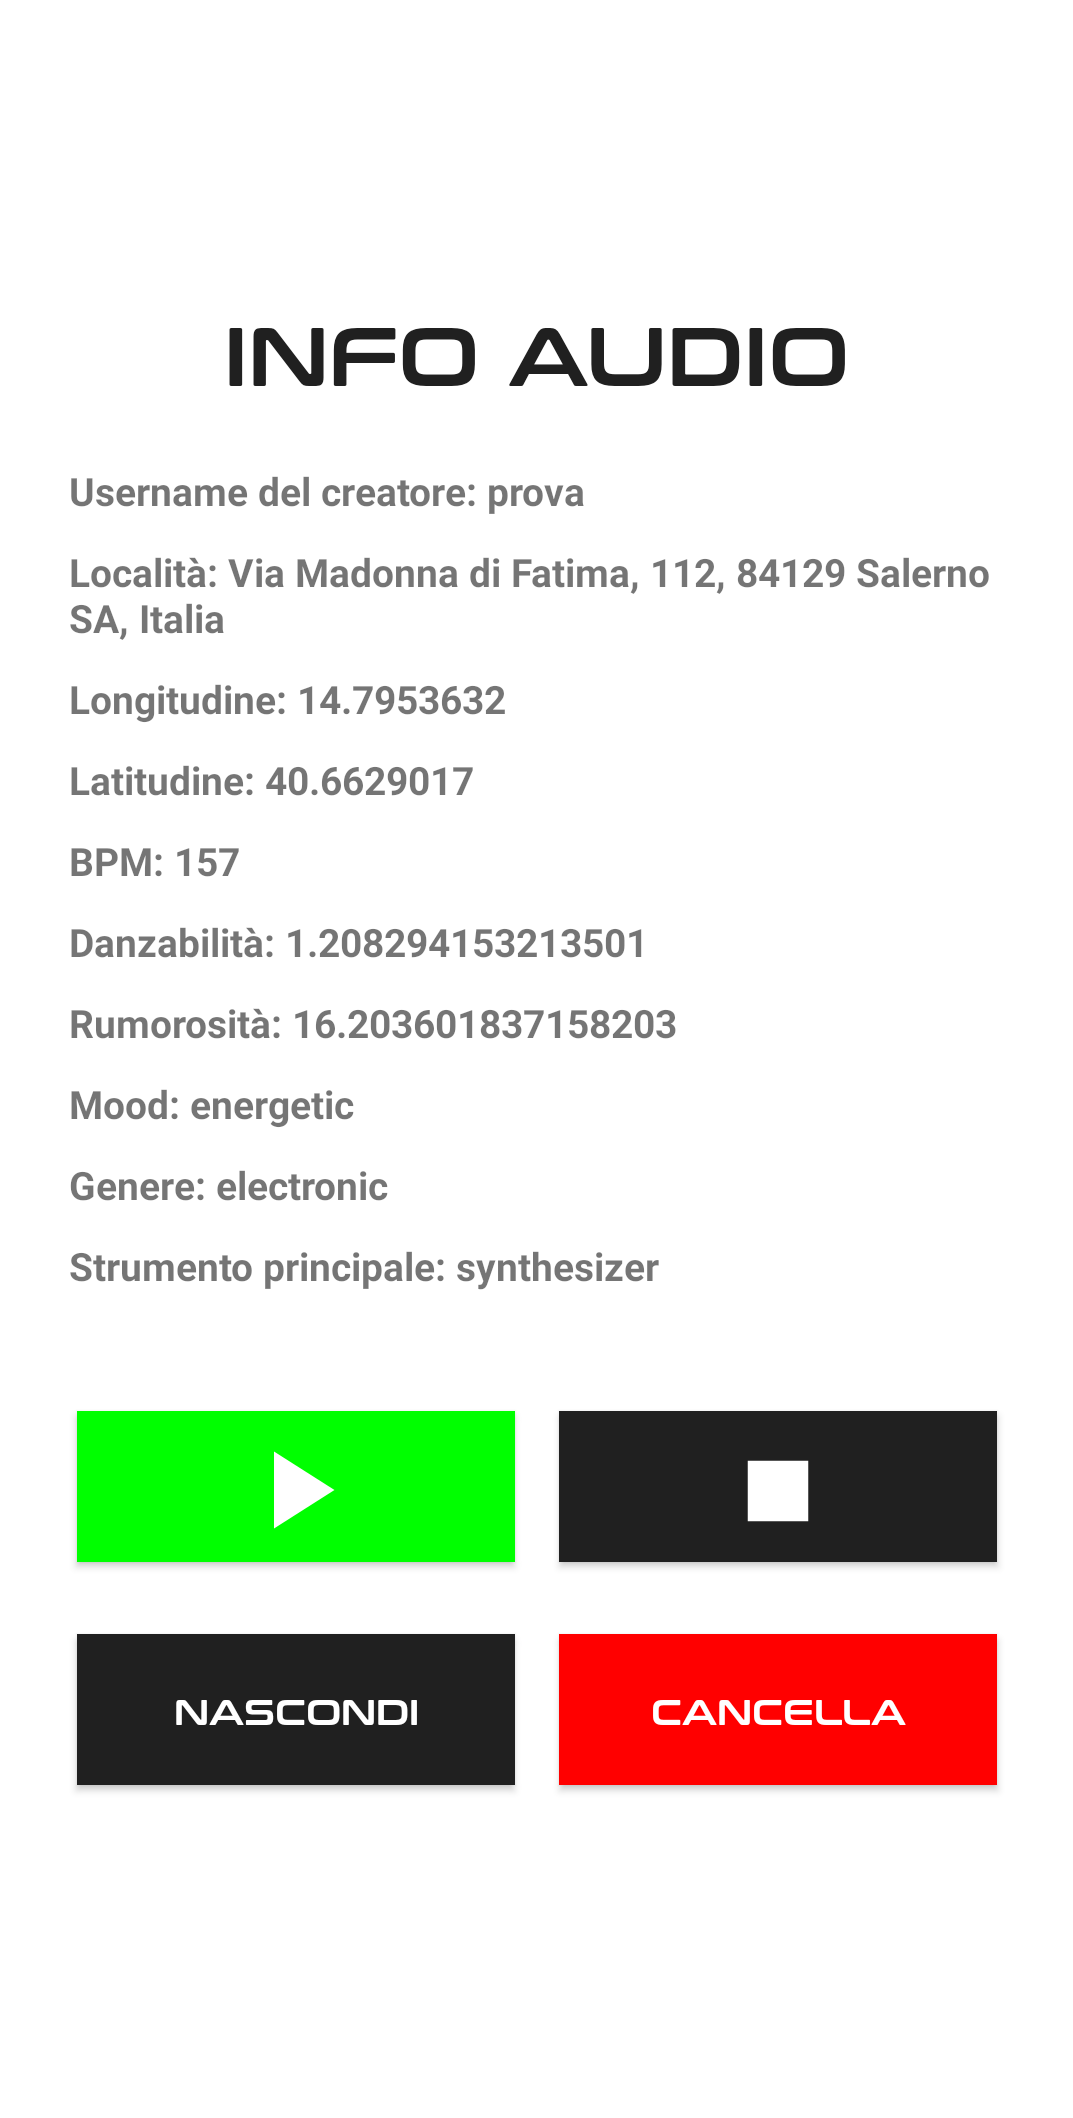 INFO AUDIO
Username del creatore: prova
Località: Via Madonna di Fatima, 112, 84129 Salerno
SA, Italia
Longitudine: 14.7953632
Latitudine: 40.6629017
BPM: 157
Danzabilità: 1.208294153213501
Rumorosità: 16.203601837158203
Mood: energetic
Genere: electronic
Strumento principale: synthesizer
NASCONDI
CANCELLA